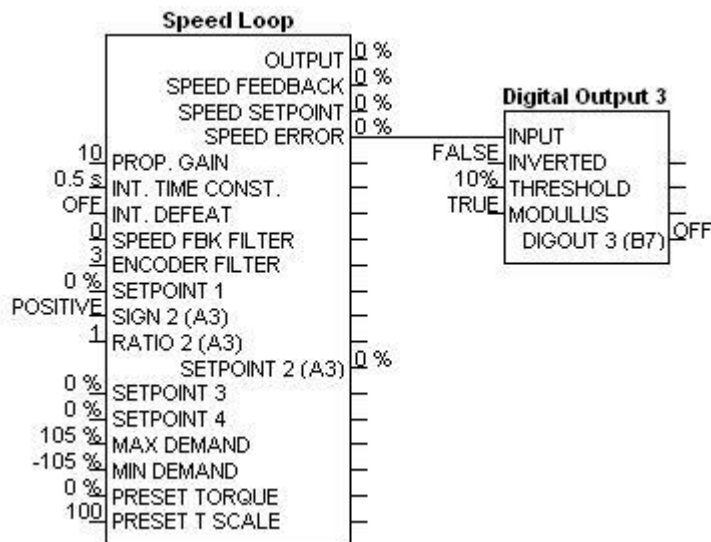 Speed Loop
OUTPUT 0 %
SPEED FEEDBACK 0 %
SPEED SETPOINT 0 %
SPEED ERROR 0 %
10 PROP. GAIN
0.5 s INT. TIME CONST.
OFF INT. DEFEAT
0 SPEED FBK FILTER
3 ENCODER FILTER
0 % SETPOINT 1
POSITIVE SIGN 2 (A3)
1 RATIO 2 (A3)
SETPOINT 2 (A3) 0 %
0 % SETPOINT 3
0 % SETPOINT 4
105 % MAX DEMAND
-105 % MIN DEMAND
0 % PRESET TORQUE
100 PRESET T SCALE
Digital Output 3
INPUT
FALSE INVERTED
10% THRESHOLD
TRUE MODULUS
DIGOUT 3 (B7) OFF